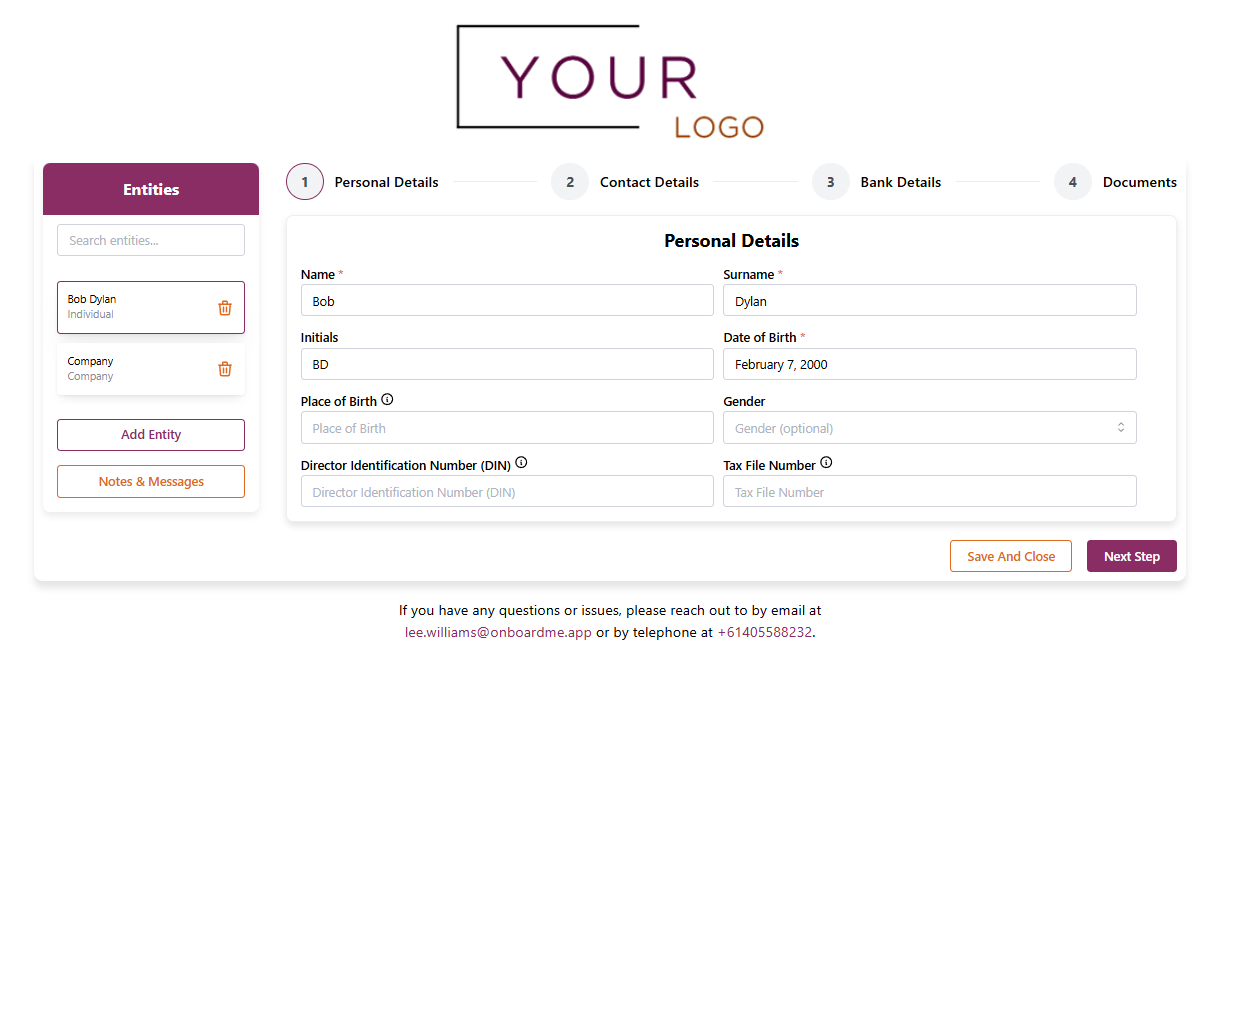 YOUR
LOGO
Entities
Search entities...
Bob Dylan
Individual
Company
Company
Add Entity
Notes & Messages
1 Personal Details 2 Contact Details 3 Bank Details 4 Documents
Personal Details
Name * Surname *
Bob Dylan
Initials Date of Birth *
BD February 7, 2000
Place of Birth Gender
Place of Birth Gender (optional)
Director Identification Number (DIN) Tax File Number
Director Identification Number (DIN) Tax File Number
Save And Close Next Step
If you have any questions or issues, please reach out to by email at
lee.williams@onboardme.app or by telephone at +61405588232.